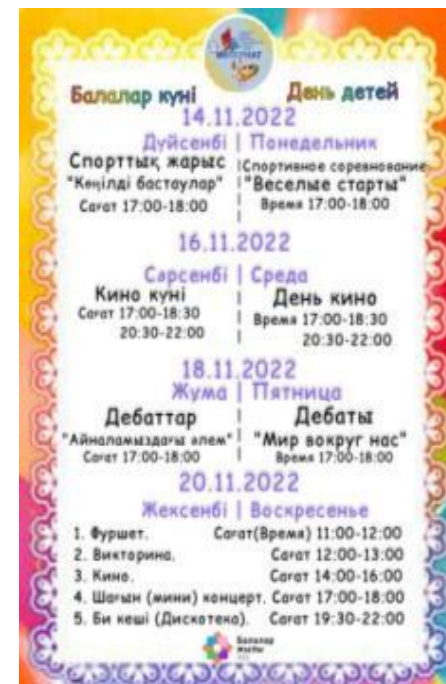 Балалар күні День детей
14.11.2022
Дүйсенбі | Понедельник
Спорттық жарыс Спортивное соревнование
"Көңілді бастаулар" "Веселые старты"
Сағат 17:00-18:00 Время 17:00-18:00
16.11.2022
Сәрсенбі | Среда
Кино күні День кино
Сағат 17:00-18:30 Время 17:00-18:30
20:30-22:00 20:30-22:00
18.11.2022
Жума | Пятница
Дебаттар Дебаты
"Айналамыздағы әлем" "Мир вокруг нас"
Сағат 17:00-18:00 Время 17:00-18:00
20.11.2022
Жексенбі | Воскресенье
1. Фуршет. Сағат(Время) 11:00-12:00
2. Викторина. Сағат 12:00-13:00
3. Кино. Сағат 14:00-16:00
4. Шағын (мини) концерт. Сағат 17:00-18:00
5. Би кеші (Дискотека). Сағат 19:30-22:00
Балалар
жылы